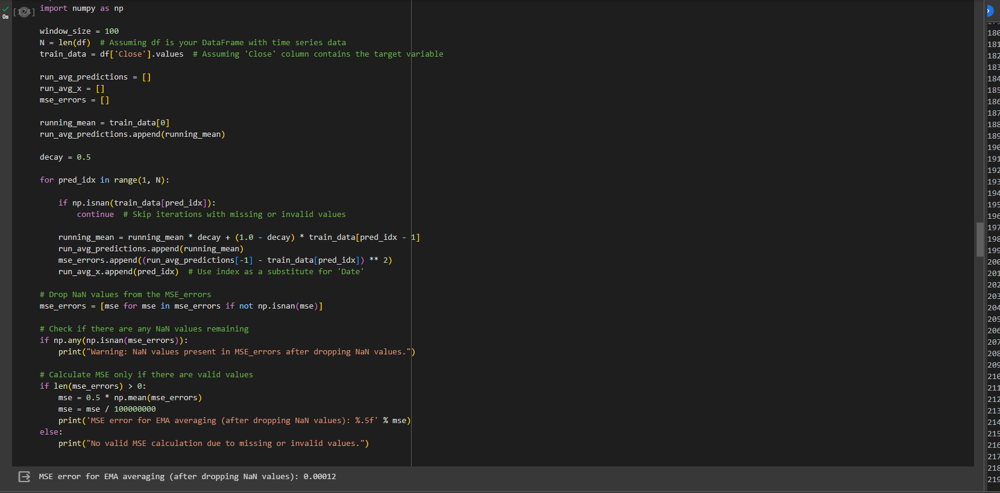 [124]
0s
import numpy as np
window_size = 100
N = len(df)  # Assuming df is your DataFrame with time series data
train_data = df['Close'].values  # Assuming 'Close' column contains the target variable
run_avg_predictions = []
run_avg_x = []
mse_errors = []
running_mean = train_data[0]
run_avg_predictions.append(running_mean)
decay = 0.5
for pred_idx in range(1, N):
    if np.isnan(train_data[pred_idx]):
        continue  # Skip iterations with missing or invalid values
    running_mean = running_mean * decay + (1.0 - decay) * train_data[pred_idx - 1]
    run_avg_predictions.append(running_mean)
    mse_errors.append((run_avg_predictions[-1] - train_data[pred_idx]) ** 2)
    run_avg_x.append(pred_idx)  # Use index as a substitute for 'Date'
# Drop NaN values from the MSE_errors
mse_errors = [mse for mse in mse_errors if not np.isnan(mse)]
# Check if there are any NaN values remaining
if np.any(np.isnan(mse_errors)):
    print("Warning: NaN values present in MSE_errors after dropping NaN values.")
# Calculate MSE only if there are valid values
if len(mse_errors) > 0:
    mse = 0.5 * np.mean(mse_errors)
    mse = mse / 100000000
    print('MSE error for EMA averaging (after dropping NaN values): %.5f' % mse)
else:
    print("No valid MSE calculation due to missing or invalid values.")
MSE error for EMA averaging (after dropping NaN values): 0.00012
180
181
182
183
184
185
186
187
188
189
190
191
192
193
194
195
196
197
198
199
200
201
202
203
204
205
206
207
208
209
210
211
212
213
214
215
216
217
218
219